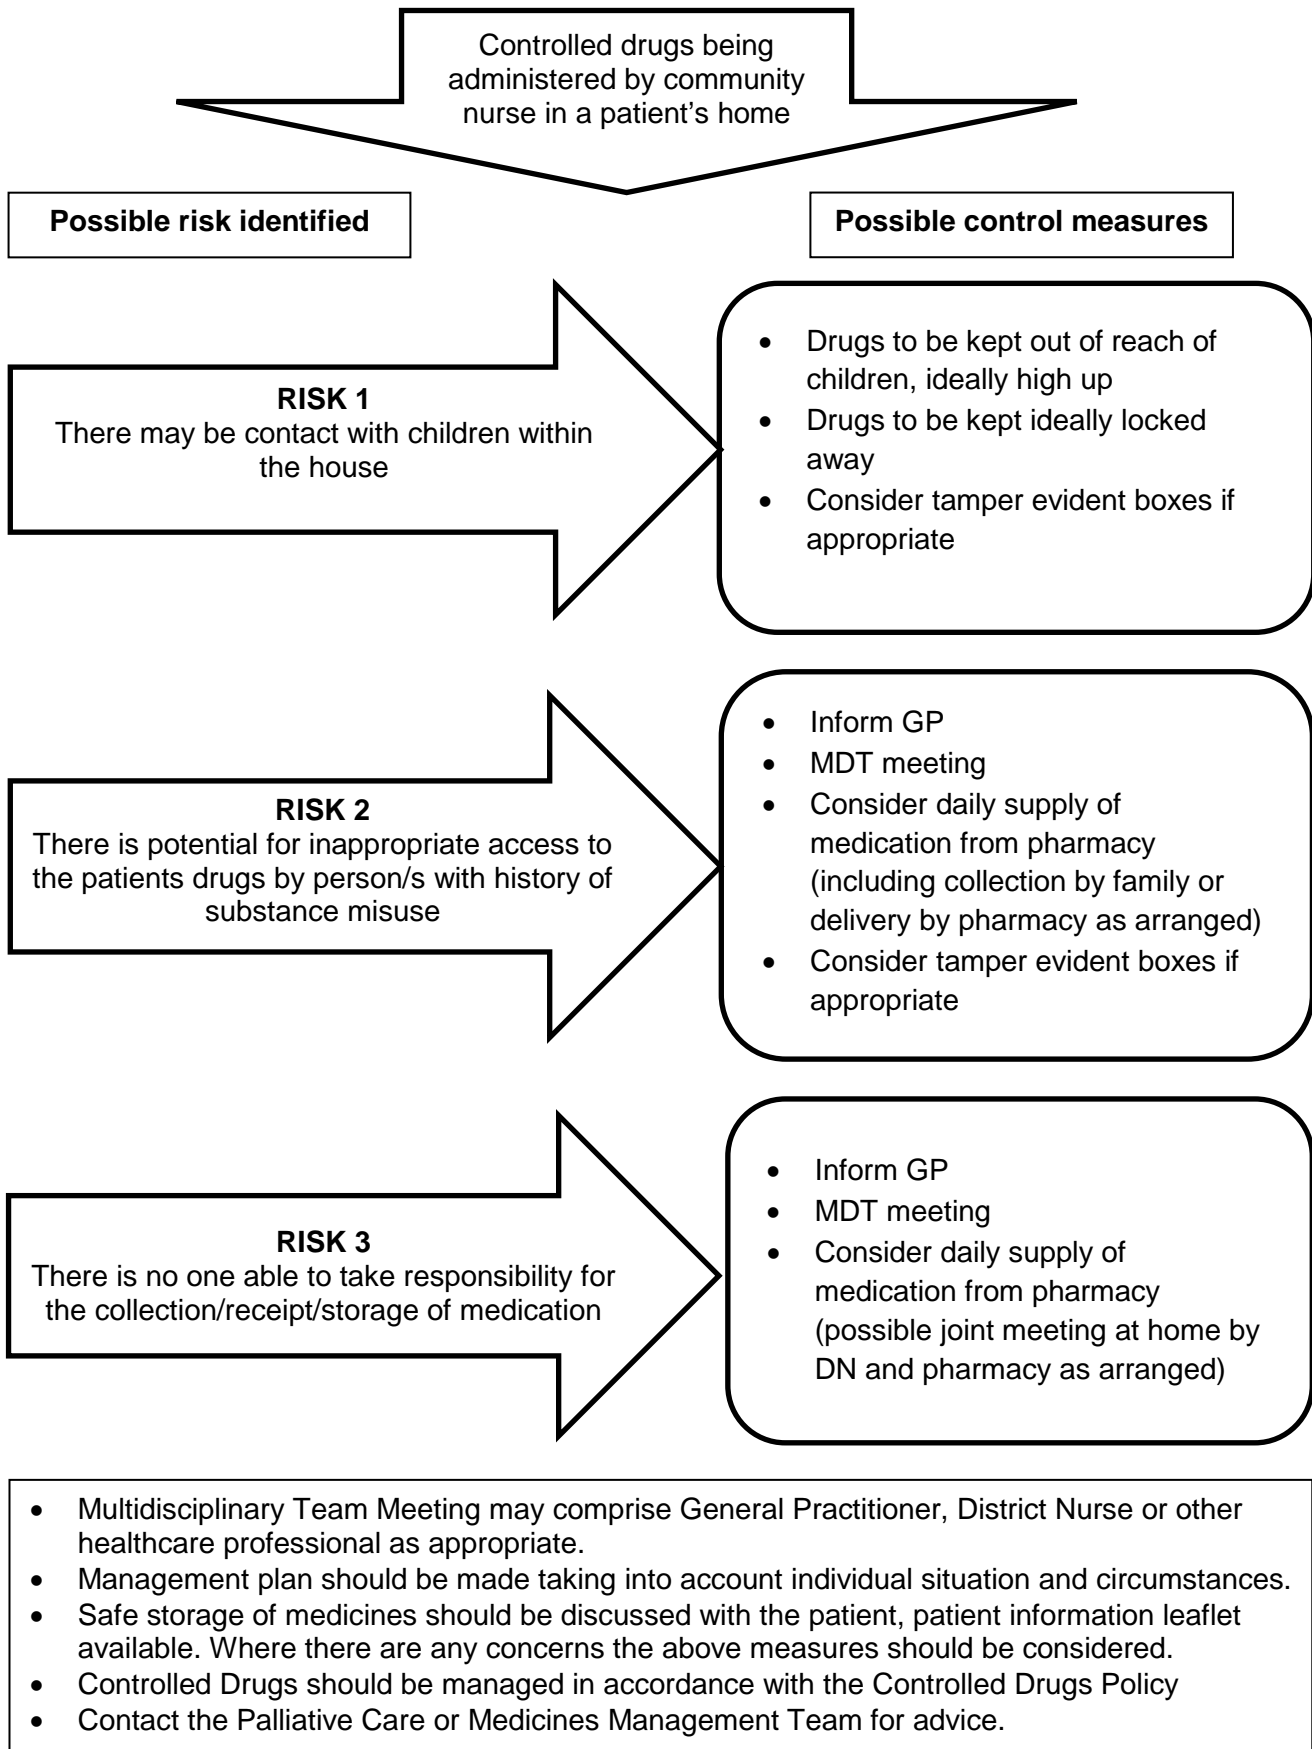 Controlled drugs being
administered by community
nurse in a patient's home
Possible risk identified
Possible control measures
RISK 1
There may be contact with children within
the house
• Drugs to be kept out of reach of
children, ideally high up
• Drugs to be kept ideally locked
away
• Consider tamper evident boxes if
appropriate
RISK 2
There is potential for inappropriate access to
the patients drugs by person/s with history of
substance misuse
• Inform GP
• MDT meeting
• Consider daily supply of
medication from pharmacy
(including collection by family or
delivery by pharmacy as arranged)
• Consider tamper evident boxes if
appropriate
RISK 3
There is no one able to take responsibility for
the collection/receipt/storage of medication
• Inform GP
• MDT meeting
• Consider daily supply of
medication from pharmacy
(possible joint meeting at home by
DN and pharmacy as arranged)
• Multidisciplinary Team Meeting may comprise General Practitioner, District Nurse or other
healthcare professional as appropriate.
• Management plan should be made taking into account individual situation and circumstances.
• Safe storage of medicines should be discussed with the patient, patient information leaflet
available. Where there are any concerns the above measures should be considered.
• Controlled Drugs should be managed in accordance with the Controlled Drugs Policy
• Contact the Palliative Care or Medicines Management Team for advice.